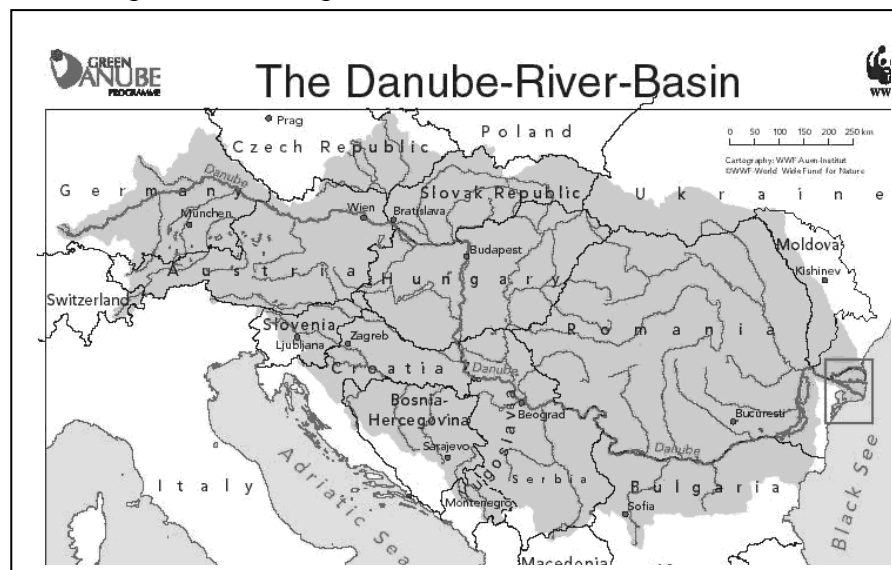 GREEN
DANUBE
PROGRAMME
The Danube-River-Basin
WWF
Prag
Poland
Czech Republic
0 50 100 150 200 250 km
Cartography: WWF-Auen-Institut
©WWF-World Wide Fund for Nature
Danube
Germany
Slovak Republic
Ukraine
München
Wien
Bratislava
Moldova
Budapest
Austria
Hungary
Kishinev
Switzerland
Slovenia
Zagreb
Romania
Ljubljana
Croatia
Danube
Bosnia-
Hercegovina
Beograd
Bucuresti
Yugoslavia
Sarajevo
Danube
Adriatic Sea
Italy
Serbia
Bulgaria
Black See
Montenegro
Sofia
Macedonia